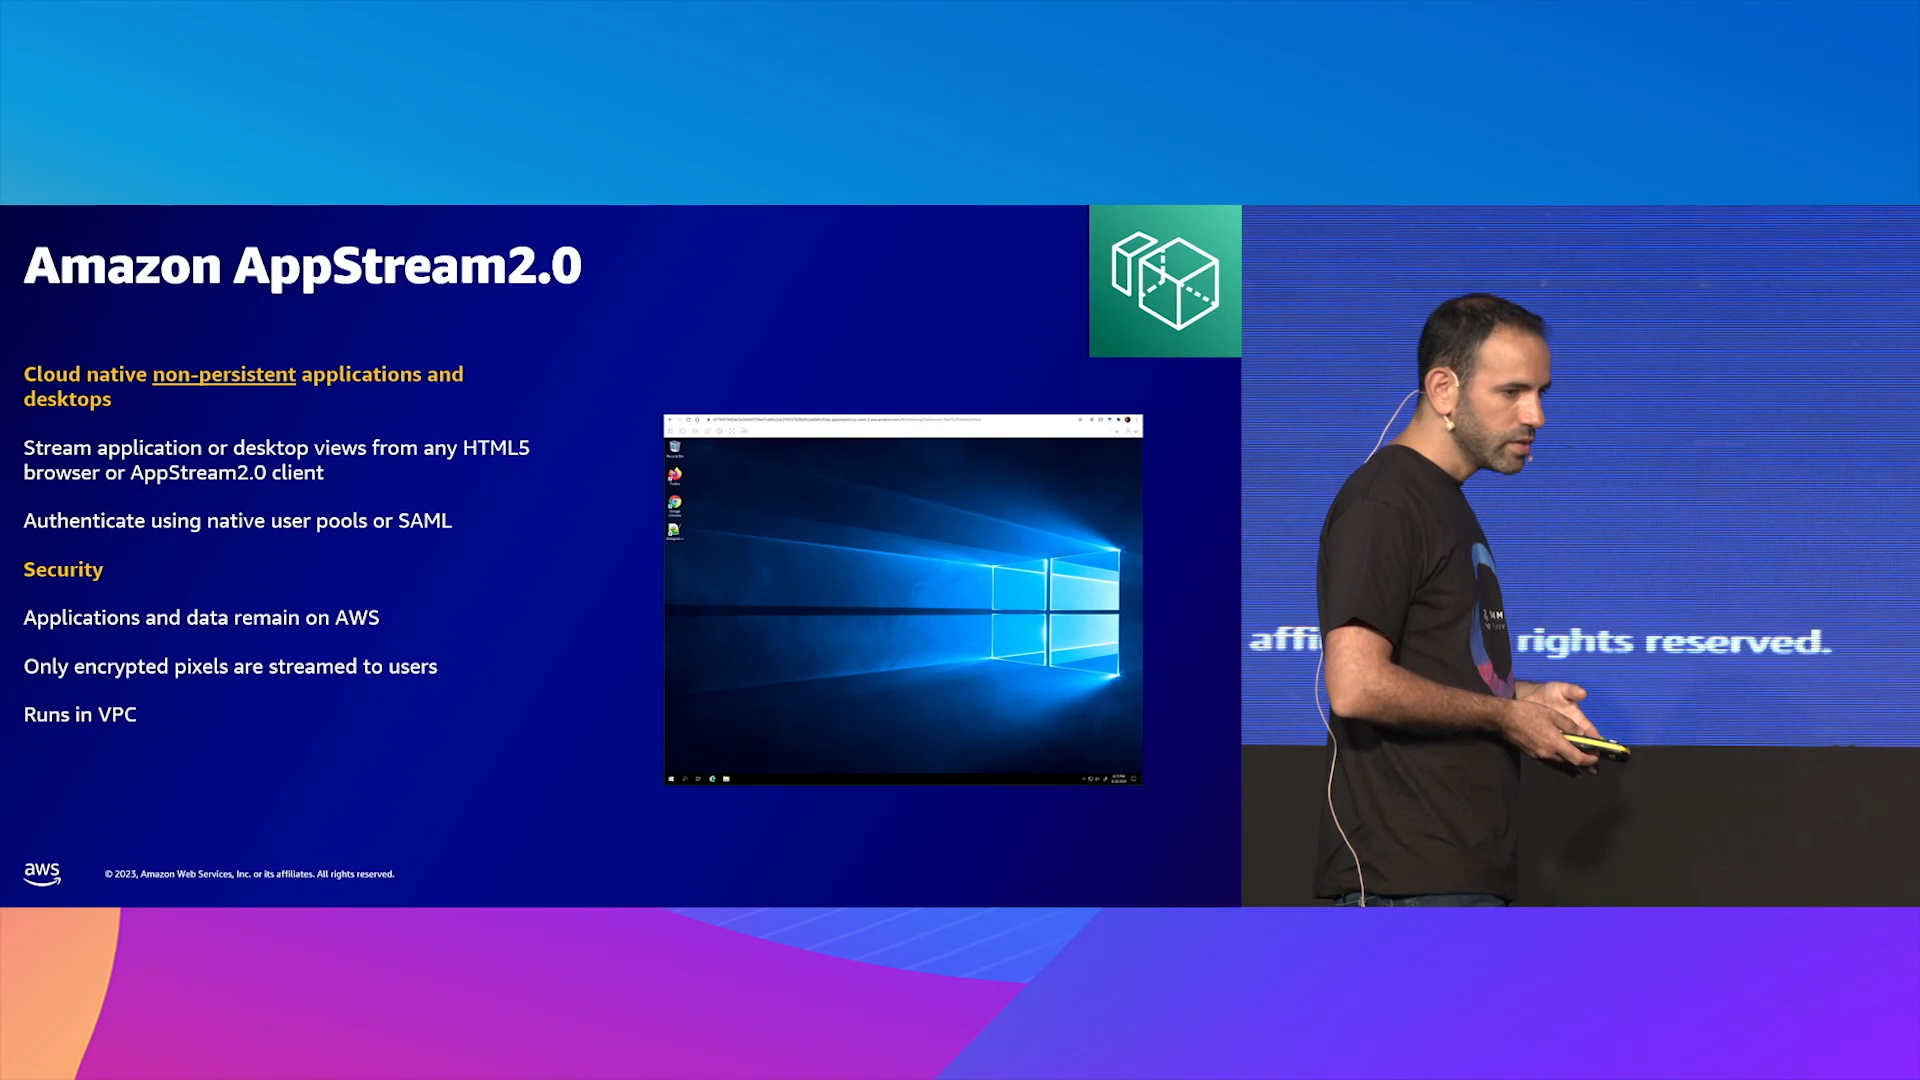 Amazon AppStream2.0
Cloud native non-persistent applications and
desktops
Stream application or desktop views from any HTML5
browser or AppStream2.0 client
Authenticate using native user pools or SAML
Security
Applications and data remain on AWS
Only encrypted pixels are streamed to users
Runs in VPC
aws
© 2023, Amazon Web Services, Inc. or its affiliates. All rights reserved.
rights reserved.